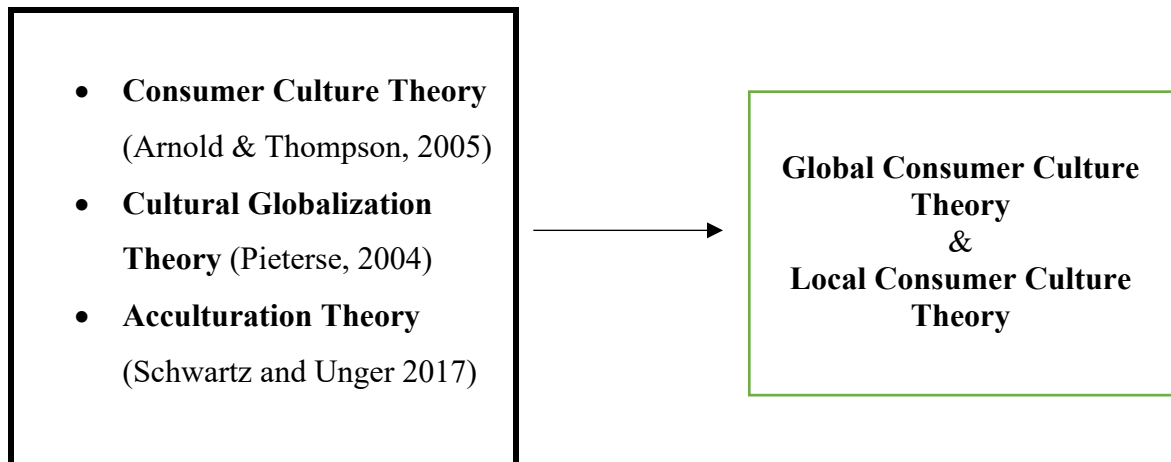 • Consumer Culture Theory
(Arnold & Thompson, 2005)
• Cultural Globalization
Theory (Pieterse, 2004)
• Acculturation Theory
(Schwartz and Unger 2017)
Global Consumer Culture
Theory
&
Local Consumer Culture
Theory